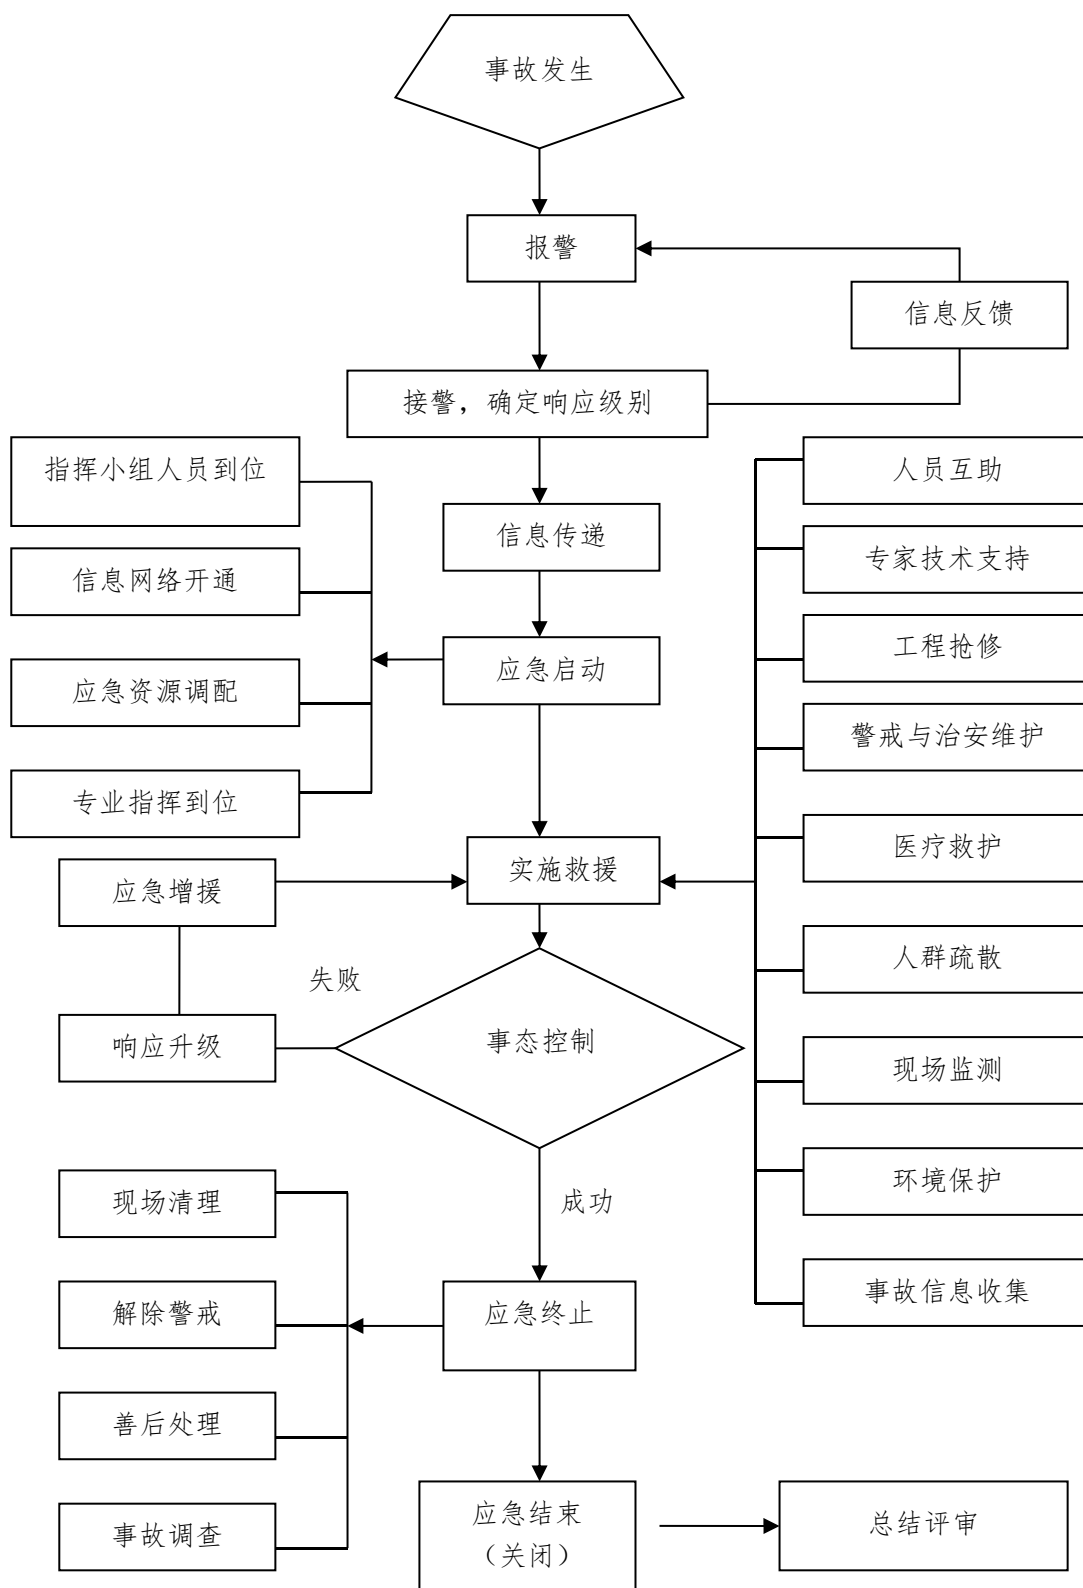 事故发生
报警
信息反馈
接警，确定响应级别
指挥小组人员到位
人员互助
信息传递
专家技术支持
信息网络开通
工程抢修
应急启动
应急资源调配
警戒与治安维护
专业指挥到位
医疗救护
实施救援
应急增援
人群疏散
失败
响应升级
事态控制
现场监测
环境保护
现场清理
成功
事故信息收集
解除警戒
应急终止
善后处理
应急结束
（关闭）
总结评审
事故调查